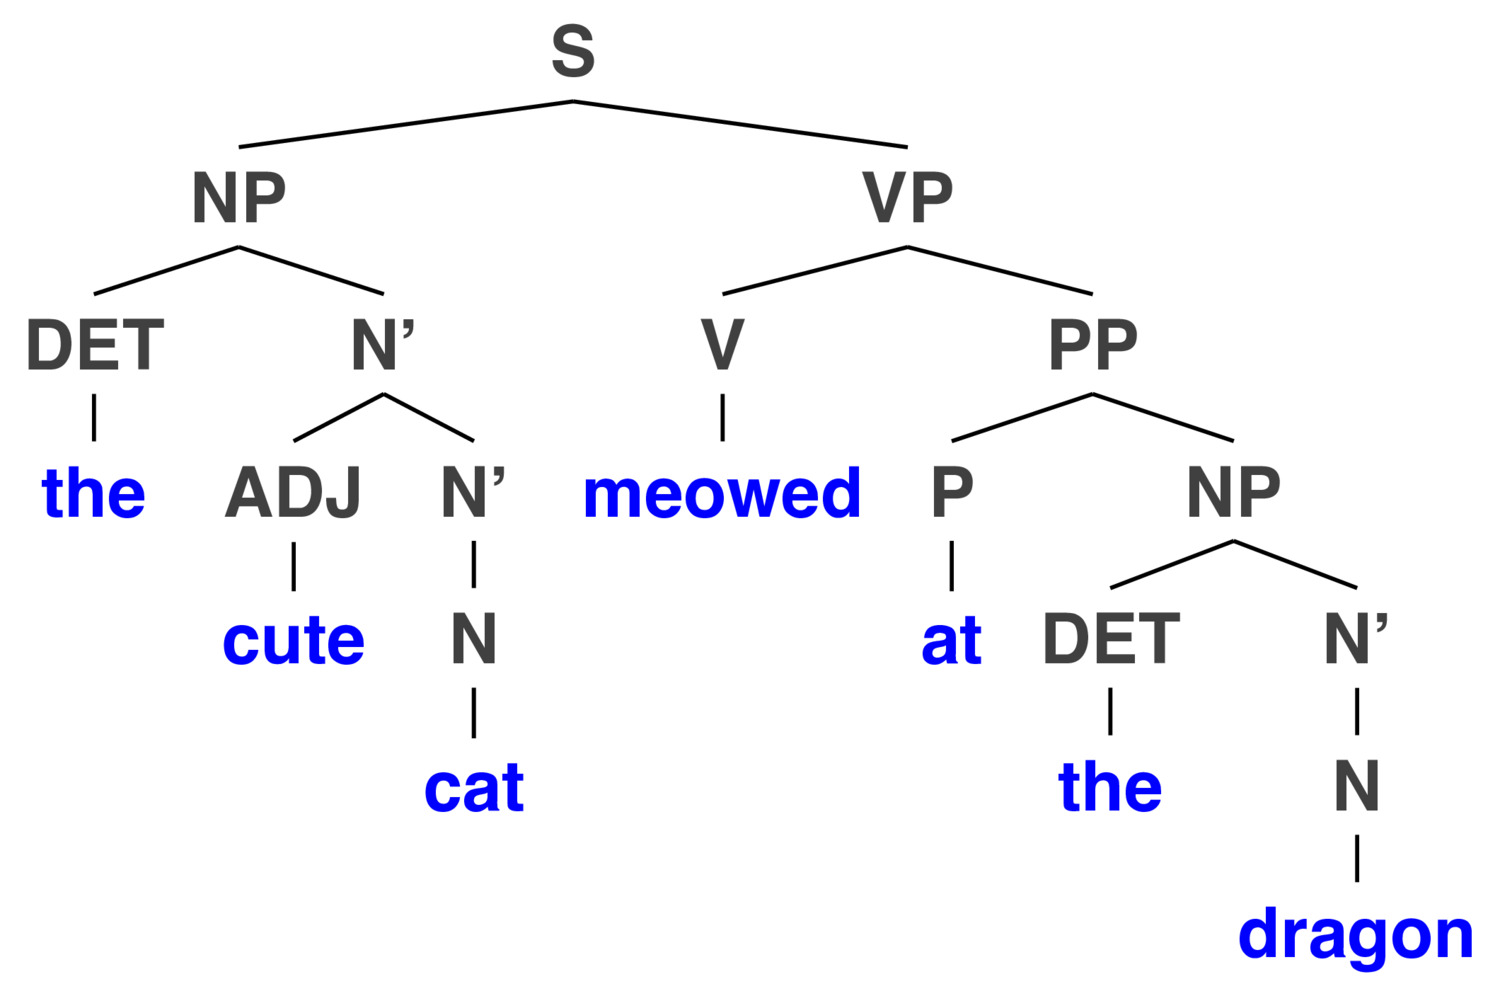 S
NP VP
DET N’ V PP
the ADJ N’ meowed P NP
cute N at DET N’
cat the N
dragon